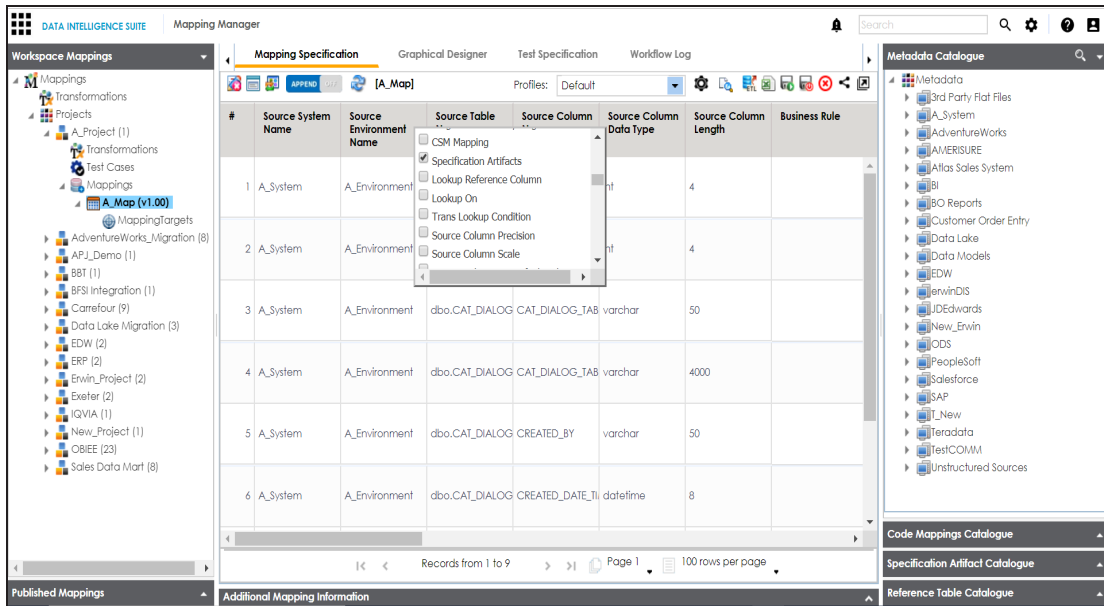 DATA INTELLIGENCE SUITE
Mapping Manager
Search
Workspace Mappings
Mappings
Transformations
Projects
A_Project (1)
Transformations
Test Cases
Mappings
A_Map (v1.00)
MappingTargets
AdventureWorks_Migration (8)
APJ_Demo (1)
BBT (1)
BFSI Integration (1)
Carrefour (9)
Data Lake Migration (3)
EDW (2)
ERP (2)
Erwin_Project (2)
Exeter (2)
IQVIA (1)
New_Project (1)
OBIEE (23)
Sales Data Mart (8)
Published Mappings
Mapping Specification
Graphical Designer
Test Specification
Workflow Log
APPEND
[A_Map]
Profiles:
Default
ETL
#
Source System
Name
Source
Environment
Name
Source Table
Source Column
Source Column
Data Type
Source Column
Length
Business Rule
CSM Mapping
Specification Artifacts
Lookup Reference Column
Lookup On
Trans Lookup Condition
Source Column Precision
Source Column Scale
1 A_System A_Environment nt 4
2 A_System A_Environment nt 4
3 A_System A_Environment dbo.CAT_DIALOG CAT_DIALOG_TAB varchar 50
4 A_System A_Environment dbo.CAT_DIALOG CAT_DIALOG_TAB varchar 4000
5 A_System A_Environment dbo.CAT_DIALOG CREATED_BY varchar 50
6 A_System A_Environment dbo.CAT_DIALOG CREATED_DATE_TI datetime 8
Records from 1 to 9
Page 1
100 rows per page
Additional Mapping Information
Metadata Catalogue
Metadata
3rd Party Flat Files
A_System
AdventureWorks
AMERISURE
Atlas Sales System
BI
BO Reports
Customer Order Entry
Data Lake
Data Models
EDW
erwinDIS
JDEdwards
New_Erwin
ODS
PeopleSoft
Salesforce
SAP
T_New
Teradata
TestCOMM
Unstructured Sources
Code Mappings Catalogue
Specification Artifact Catalogue
Reference Table Catalogue